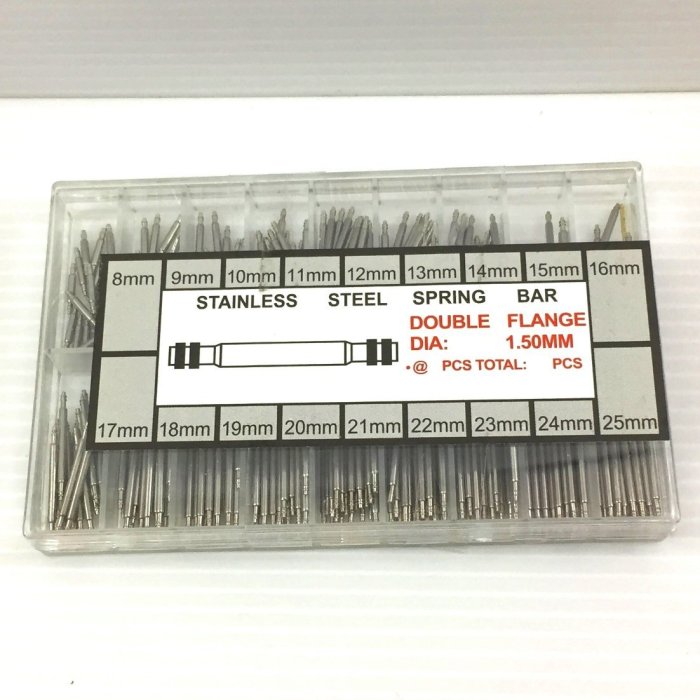 8mm 9mm 10mm 11mm 12mm 13mm 14mm 15mm 16mm
STAINLESS STEEL SPRING BAR
DOUBLE FLANGE
DIA: 1.50MM
•@ PCS TOTAL: PCS
17mm 18mm 19mm 20mm 21mm 22mm 23mm 24mm 25mm